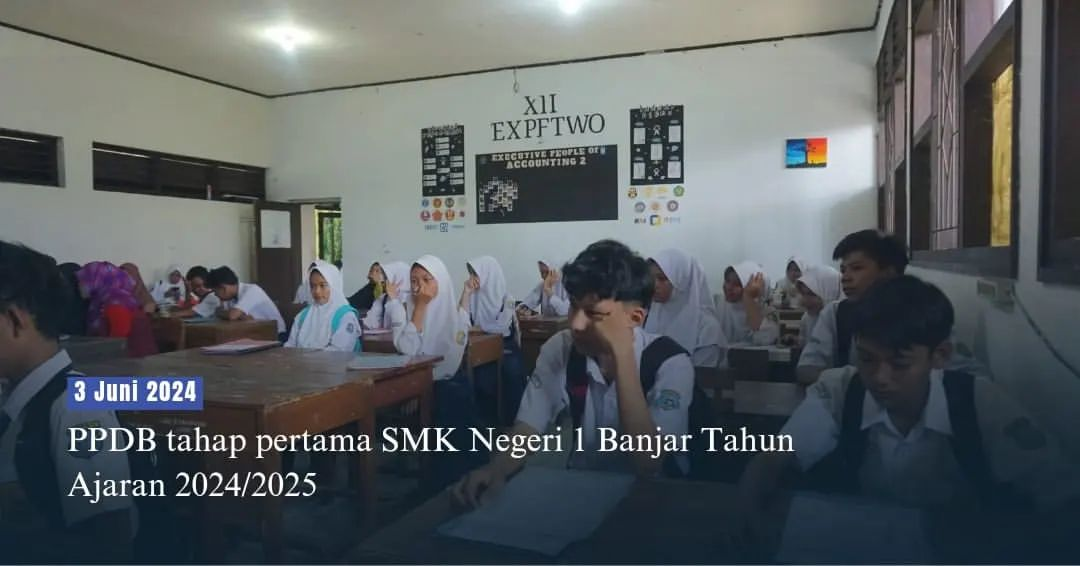 XII
EXPFTWO
EXECUTIVE PEOPLE OF
ACCOUNTING 2
3 Juni 2024
PPDB tahap pertama SMK Negeri 1 Banjar Tahun
Ajaran 2024/2025